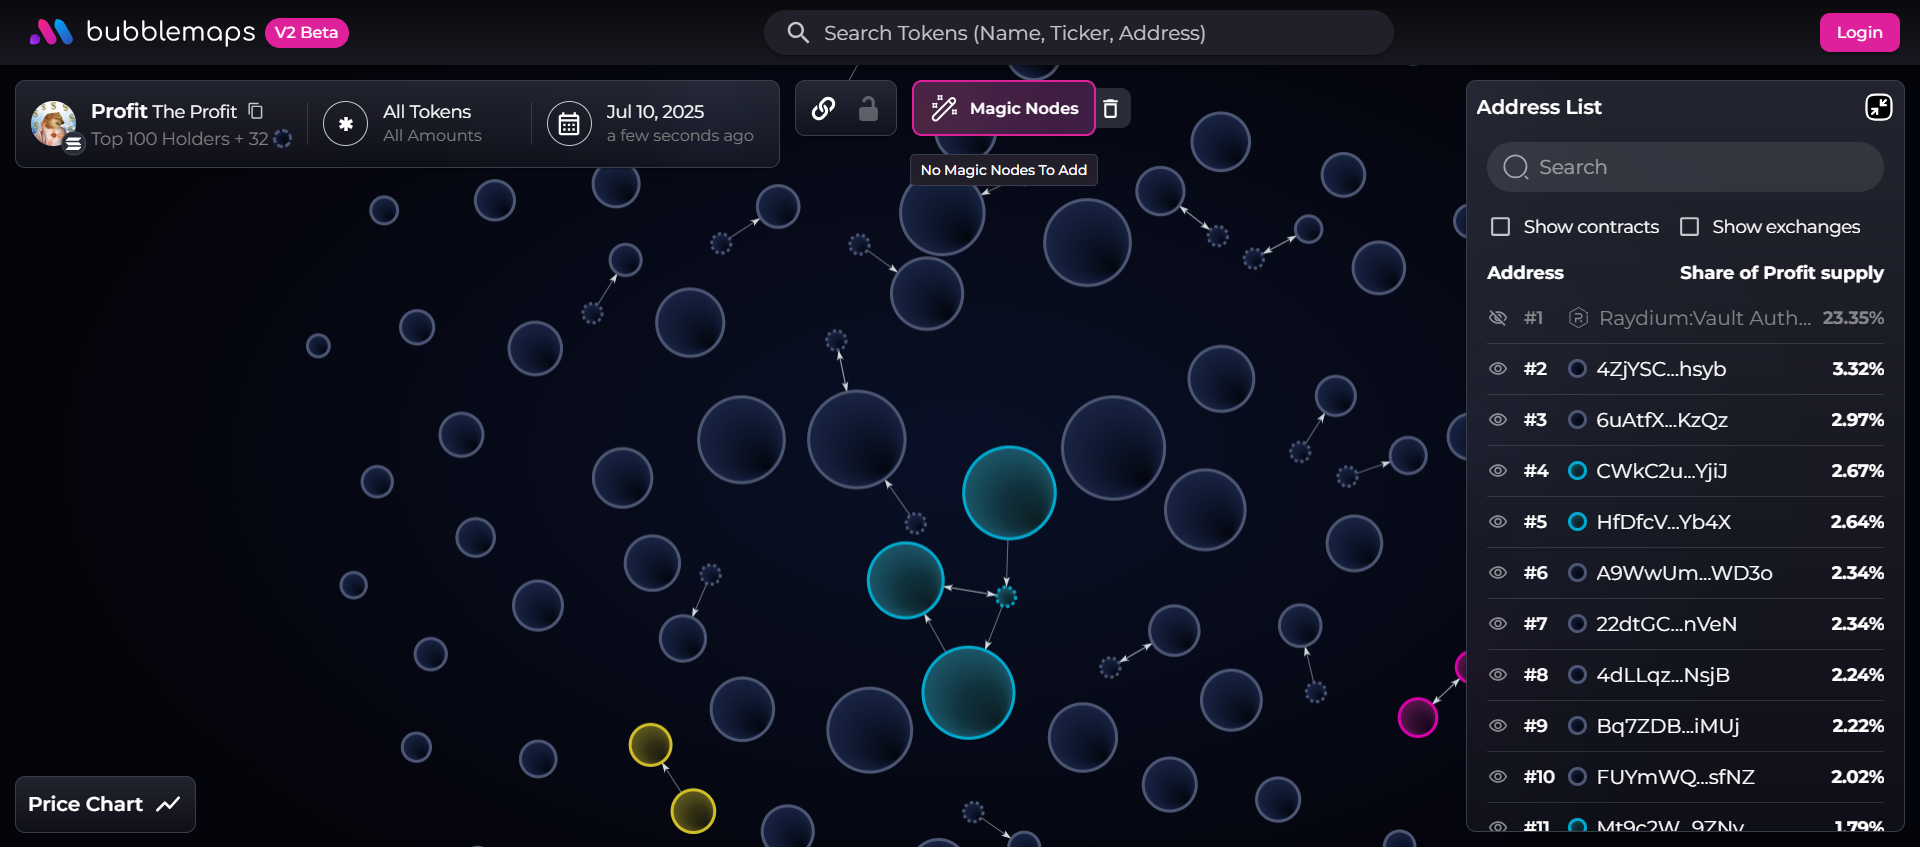 bubblemaps V2 Beta
Search Tokens (Name, Ticker, Address)
Login
Profit The Profit
Top 100 Holders + 32
All Tokens
All Amounts
Jul 10, 2025
a few seconds ago
Magic Nodes
No Magic Nodes To Add
Address List
Search
Show contracts Show exchanges
Address Share of Profit supply
#1 Raydium:Vault Auth... 23.35%
#2 4ZjYSC...hsyb 3.32%
#3 6uAtfX...KzQz 2.97%
#4 CWkC2u...YjiJ 2.67%
#5 HfDfcV...Yb4X 2.64%
#6 A9WwUm...WD3o 2.34%
#7 22dtGC...nVeN 2.34%
#8 4dLLqz...NsjB 2.24%
#9 Bq7ZDB...iMUj 2.22%
#10 FUYmWQ...sfNZ 2.02%
#11 Mt9c2W...9ZNv 1.79%
Price Chart